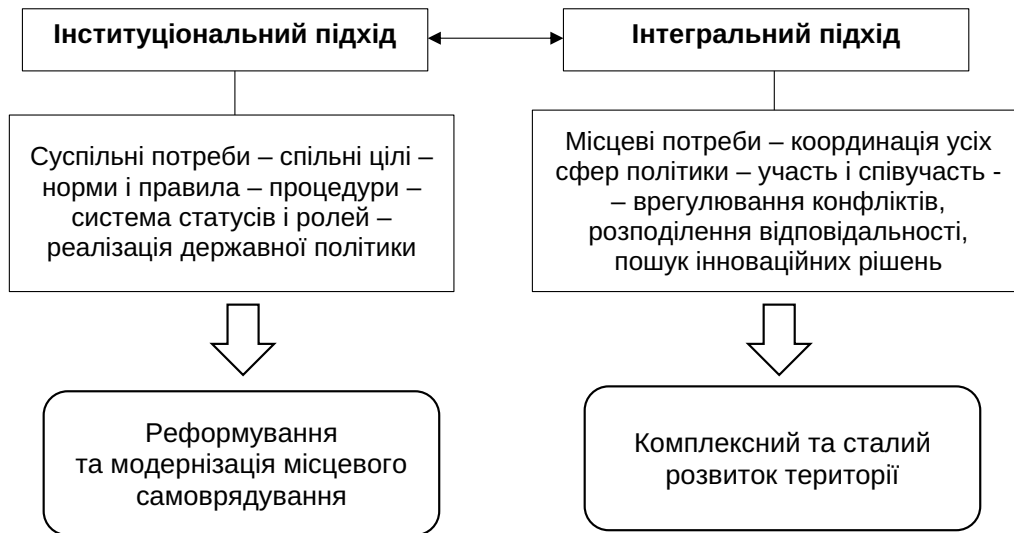 Інституціональний підхід
Інтегральний підхід
Суспільні потреби – спільні цілі –
норми і правила – процедури –
система статусів і ролей –
реалізація державної політики
Місцеві потреби – координація усіх
сфер політики – участь і співучасть -
– врегулювання конфліктів,
розподілення відповідальності,
пошук інноваційних рішень
Реформування
та модернізація місцевого
самоврядування
Комплексний та сталий
розвиток території